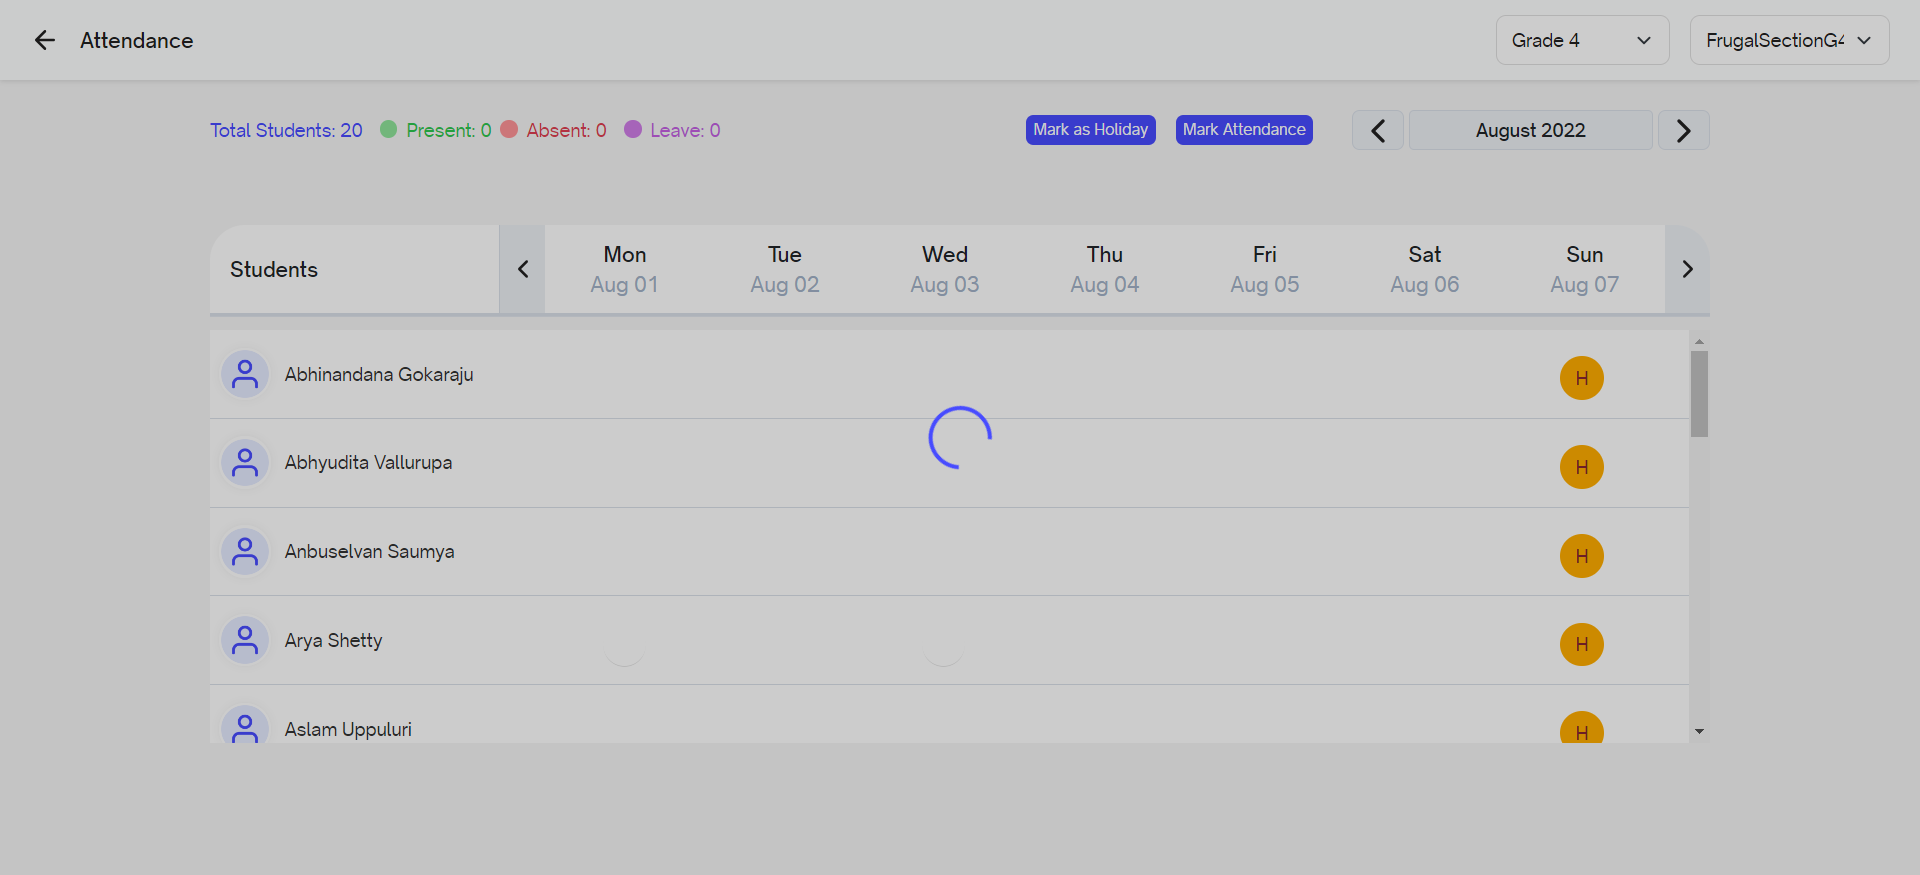 Attendance
Grade 4
FrugalSectionG4
Total Students: 20 Present: 0 Absent: 0 Leave: 0
Mark as Holiday
Mark Attendance
August 2022
Students
Mon Tue Wed Thu Fri Sat Sun
Aug 01 Aug 02 Aug 03 Aug 04 Aug 05 Aug 06 Aug 07
Abhinandana Gokaraju H
Abhyudita Vallurupa H
Anbuselvan Saumya H
Arya Shetty H
Aslam Uppuluri H